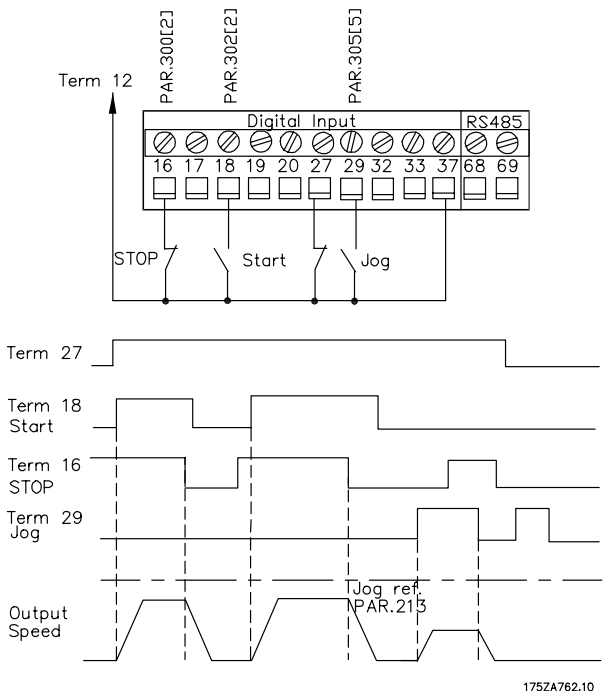 PAR.300[2]
PAR.302[2]
PAR.305[5]
Term 12
Digital Input
RS485
16 17 18 19 20 27 29 32 33 37 68 69
STOP
Start
Jog
Term 27
Term 18
Start
Term 16
STOP
Term 29
Jog
Jog ref.
PAR.213
Output
Speed
175ZA762.10